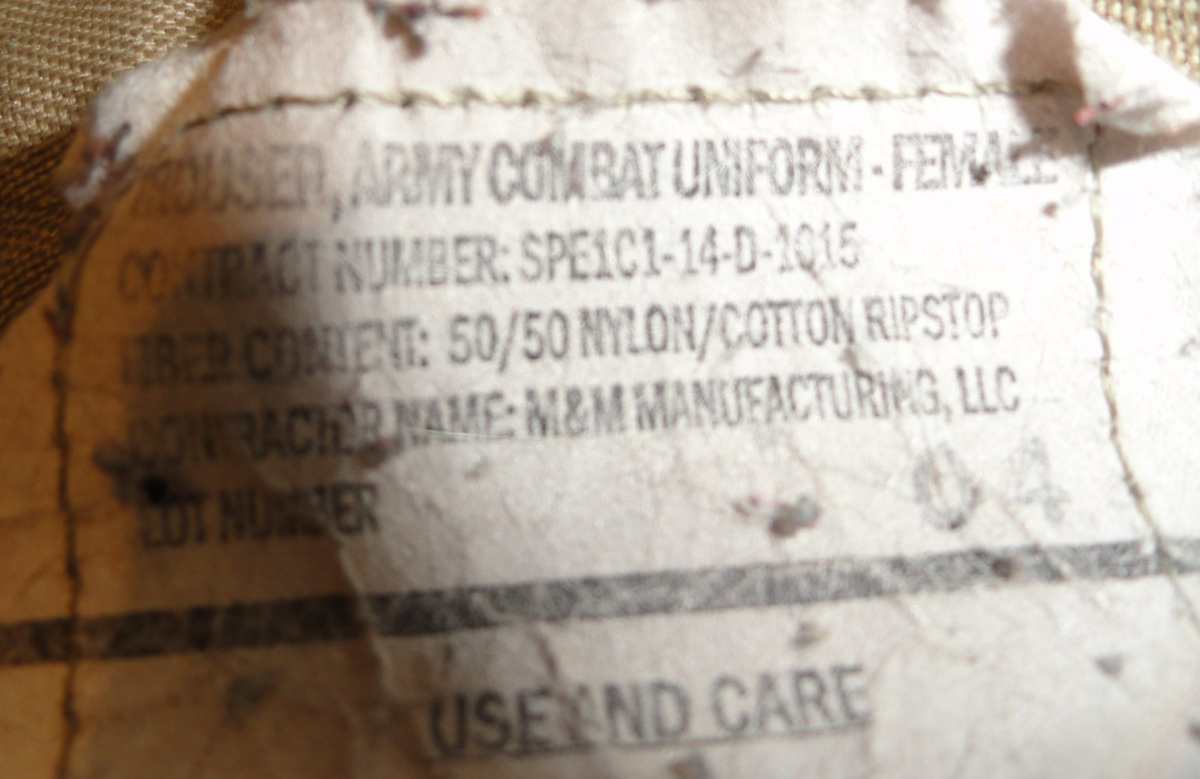 TROUSER, ARMY COMBAT UNIFORM - FEMALE
CONTRACT NUMBER: SPE1C1-14-D-1015
FIBER CONTENT: 50/50 NYLON/COTTON RIPSTOP
CONTRACTOR NAME: M&M MANUFACTURING, LLC
LOT NUMBER 04
USE AND CARE